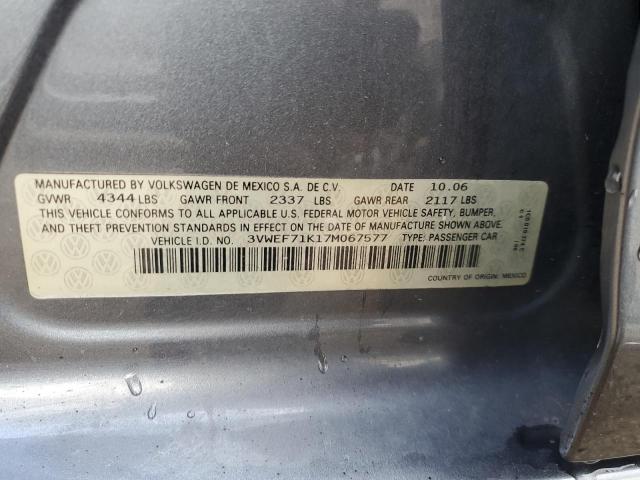 MANUFACTURED BY VOLKSWAGEN DE MEXICO S.A. DE C.V. DATE 10.06
GVWR 4344 LBS GAWR FRONT 2337 LBS GAWR REAR 2117 LBS
THIS VEHICLE CONFORMS TO ALL APPLICABLE U.S. FEDERAL MOTOR VEHICLE SAFETY, BUMPER,
AND THEFT PREVENTION STANDARDS IN EFFECT ON THE DATE OF MANUFACTURE SHOWN ABOVE.
VEHICLE I.D. NO. 3VWEF71K17M067577 TYPE: PASSENGER CAR
COUNTRY OF ORIGIN: MEXICO